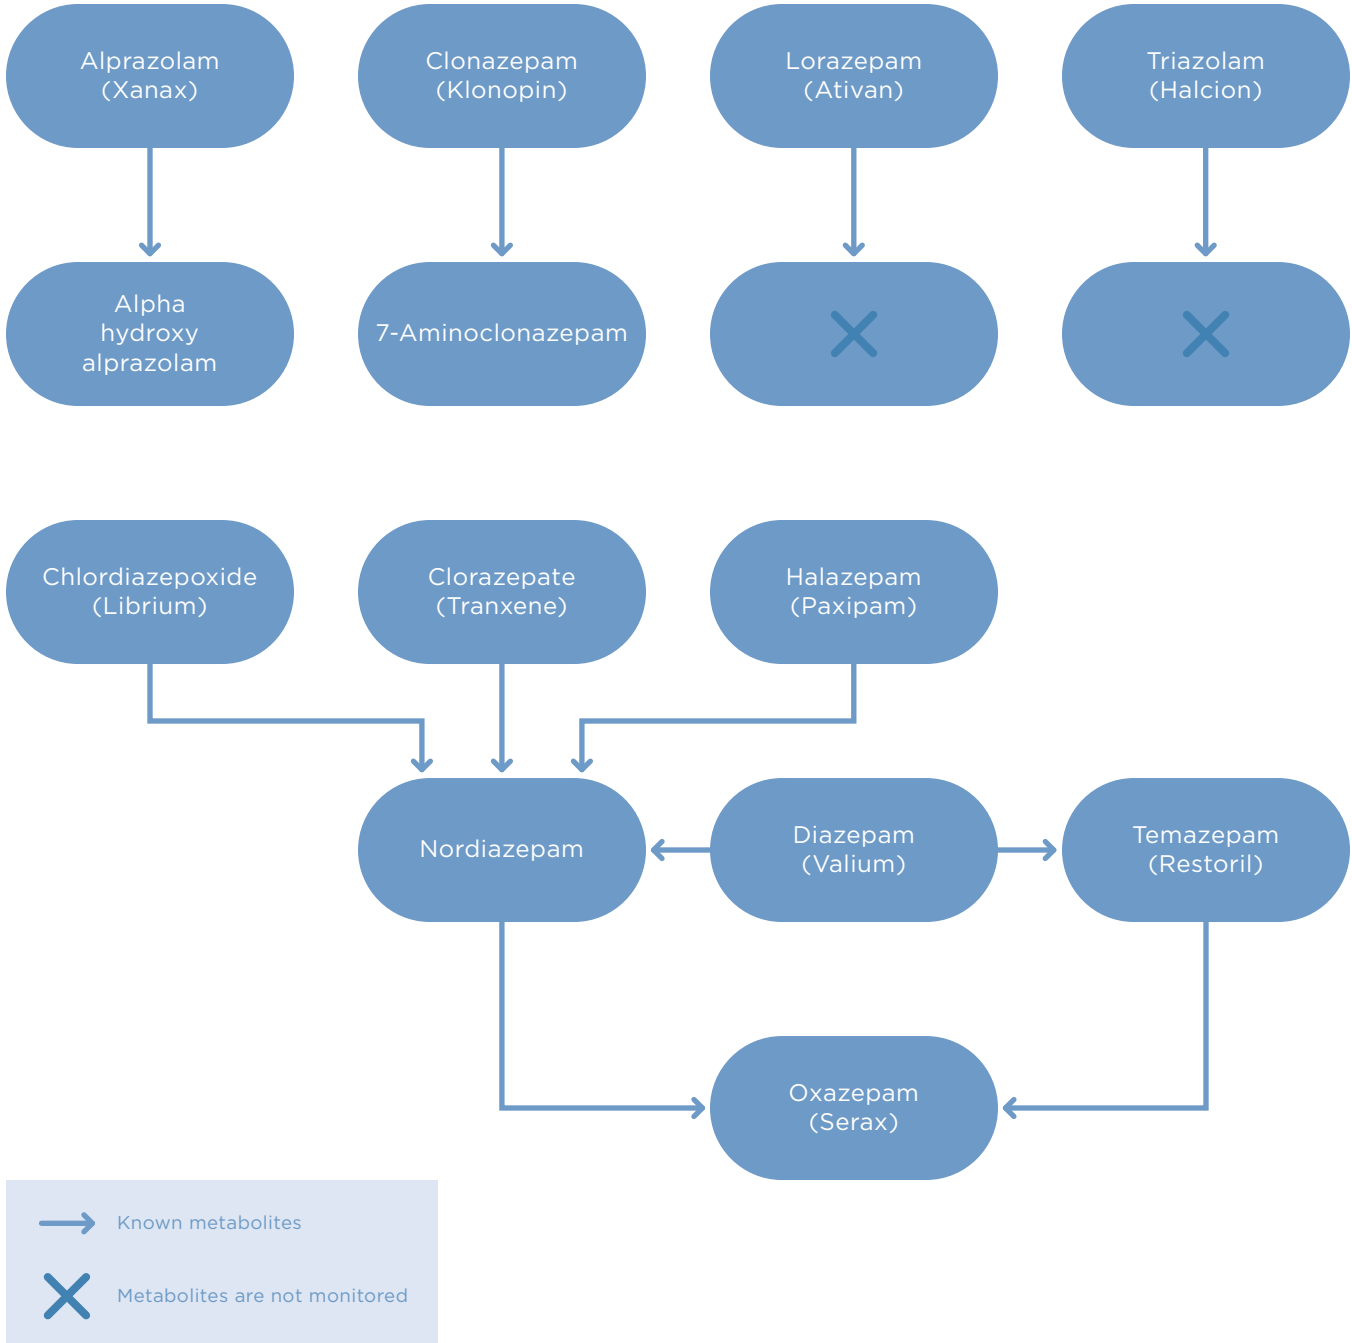 Alprazolam
(Xanax)
Clonazepam
(Klonopin)
Lorazepam
(Ativan)
Triazolam
(Halcion)
Alpha
hydroxy
alprazolam
7-Aminoclonazepam
Chlordiazepoxide
(Librium)
Clorazepate
(Tranxene)
Halazepam
(Paxipam)
Nordiazepam
Diazepam
(Valium)
Temazepam
(Restoril)
Oxazepam
(Serax)
Known metabolites
Metabolites are not monitored